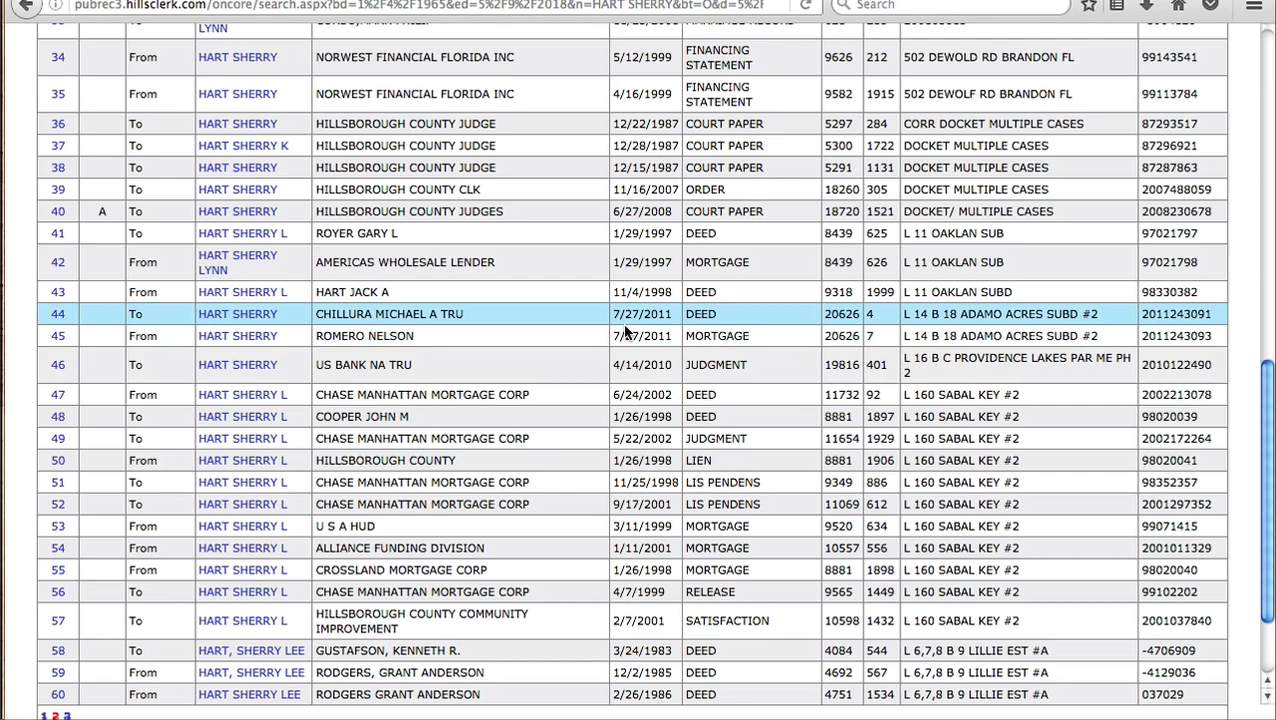 pubrec3.hillsclerk.com/oncore/search.aspx?bd=1%2F4%2F1965&ed=5%2F9%2F2018&n=HART SHERRY&bt=O&d=5%2F Search
LYNN
34 From HART SHERRY NORWEST FINANCIAL FLORIDA INC 5/12/1999 FINANCING STATEMENT 9626 212 502 DEWOLD RD BRANDON FL 99143541
35 From HART SHERRY NORWEST FINANCIAL FLORIDA INC 4/16/1999 FINANCING STATEMENT 9582 1915 502 DEWOLF RD BRANDON FL 99113784
36 To HART SHERRY HILLSBOROUGH COUNTY JUDGE 12/22/1987 COURT PAPER 5297 284 CORR DOCKET MULTIPLE CASES 87293517
37 To HART SHERRY K HILLSBOROUGH COUNTY JUDGE 12/28/1987 COURT PAPER 5300 1722 DOCKET MULTIPLE CASES 87296921
38 To HART SHERRY HILLSBOROUGH COUNTY JUDGE 12/15/1987 COURT PAPER 5291 1131 DOCKET MULTIPLE CASES 87287863
39 To HART SHERRY HILLSBOROUGH COUNTY CLK 11/16/2007 ORDER 18260 305 DOCKET MULTIPLE CASES 2007488059
40 A To HART SHERRY HILLSBOROUGH COUNTY JUDGES 6/27/2008 COURT PAPER 18720 1521 DOCKET/ MULTIPLE CASES 2008230678
41 To HART SHERRY L ROYER GARY L 1/29/1997 DEED 8439 625 L 11 OAKLAN SUB 97021797
42 From HART SHERRY LYNN AMERICAS WHOLESALE LENDER 1/29/1997 MORTGAGE 8439 626 L 11 OAKLAN SUB 97021798
43 From HART SHERRY L HART JACK A 11/4/1998 DEED 9318 1999 L 11 OAKLAN SUBD 98330382
44 To HART SHERRY CHILLURA MICHAEL A TRU 7/27/2011 DEED 20626 4 L 14 B 18 ADAMO ACRES SUBD #2 2011243091
45 From HART SHERRY ROMERO NELSON 7/27/2011 MORTGAGE 20626 7 L 14 B 18 ADAMO ACRES SUBD #2 2011243093
46 To HART SHERRY US BANK NA TRU 4/14/2010 JUDGMENT 19816 401 L 16 B C PROVIDENCE LAKES PAR ME PH 2 2010122490
47 From HART SHERRY L CHASE MANHATTAN MORTGAGE CORP 6/24/2002 DEED 11732 92 L 160 SABAL KEY #2 2002213078
48 To HART SHERRY L COOPER JOHN M 1/26/1998 DEED 8881 1897 L 160 SABAL KEY #2 98020039
49 To HART SHERRY L CHASE MANHATTAN MORTGAGE CORP 5/22/2002 JUDGMENT 11654 1929 L 160 SABAL KEY #2 2002172264
50 From HART SHERRY L HILLSBOROUGH COUNTY 1/26/1998 LIEN 8881 1906 L 160 SABAL KEY #2 98020041
51 From HART SHERRY L CHASE MANHATTAN MORTGAGE CORP 11/25/1998 LIS PENDENS 9349 886 L 160 SABAL KEY #2 98352357
52 To HART SHERRY L CHASE MANHATTAN MORTGAGE CORP 9/17/2001 LIS PENDENS 11069 612 L 160 SABAL KEY #2 2001297352
53 From HART SHERRY L U S A HUD 3/11/1999 MORTGAGE 9520 634 L 160 SABAL KEY #2 99071415
54 From HART SHERRY L ALLIANCE FUNDING DIVISION 1/11/2001 MORTGAGE 10557 556 L 160 SABAL KEY #2 2001011329
55 From HART SHERRY L CROSSLAND MORTGAGE CORP 1/26/1998 MORTGAGE 8881 1898 L 160 SABAL KEY #2 98020040
56 To HART SHERRY L CHASE MANHATTAN MORTGAGE CORP 4/7/1999 RELEASE 9565 1449 L 160 SABAL KEY #2 99102202
57 To HART SHERRY L HILLSBOROUGH COUNTY COMMUNITY IMPROVEMENT 2/7/2001 SATISFACTION 10598 1432 L 160 SABAL KEY #2 2001037840
58 To HART, SHERRY LEE GUSTAFSON, KENNETH R. 3/24/1983 DEED 4084 544 L 6,7,8 B 9 LILLIE EST #A -4706909
59 To HART, SHERRY LEE RODGERS, GRANT ANDERSON 12/2/1985 DEED 4692 567 L 6,7,8 B 9 LILLIE EST #A -4129036
60 From HART SHERRY LEE RODGERS GRANT ANDERSON 2/26/1986 DEED 4751 1534 L 6,7,8 B 9 LILLIE EST #A 037029
1 2 3